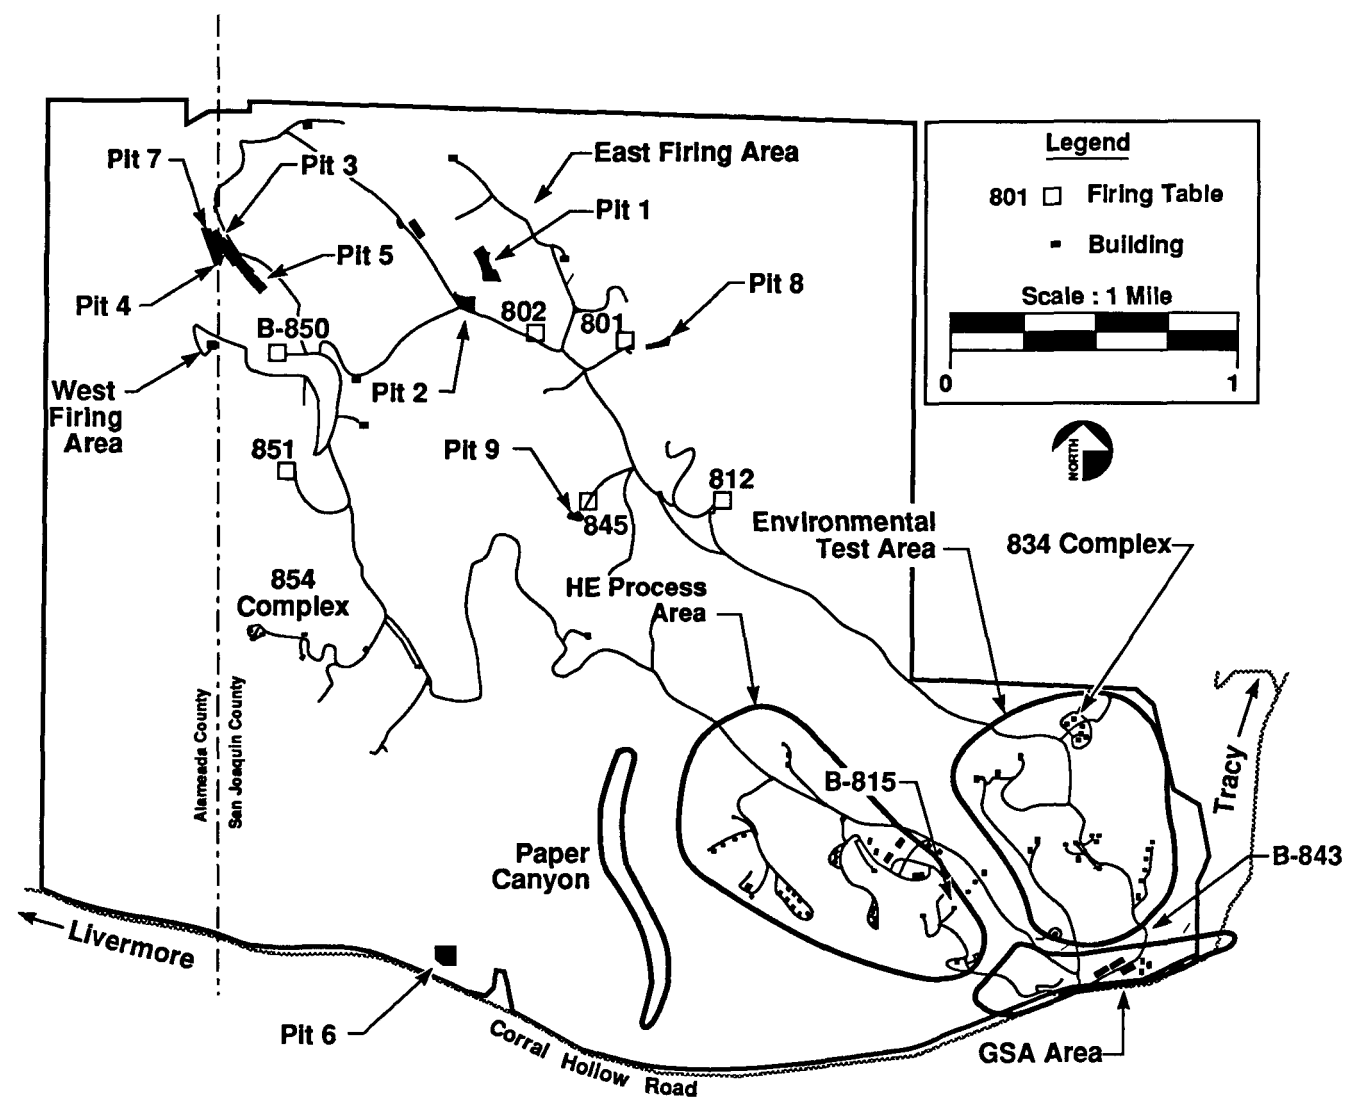 Legend
801 Firing Table
Building
Scale : 1 Mile
0 1
NORTH
East Firing Area
Pit 7
Pit 3
Pit 1
Pit 5
Pit 8
Pit 4
802
801
B-850
Pit 2
West
Firing
Area
851
Pit 9
812
845
Environmental
Test Area
834 Complex
854
Complex
HE Process
Area
Alameada County
San Joaquin County
Tracy
B-815
Paper
Canyon
B-843
Livermore
Pit 6
Corral Hollow Road
GSA Area